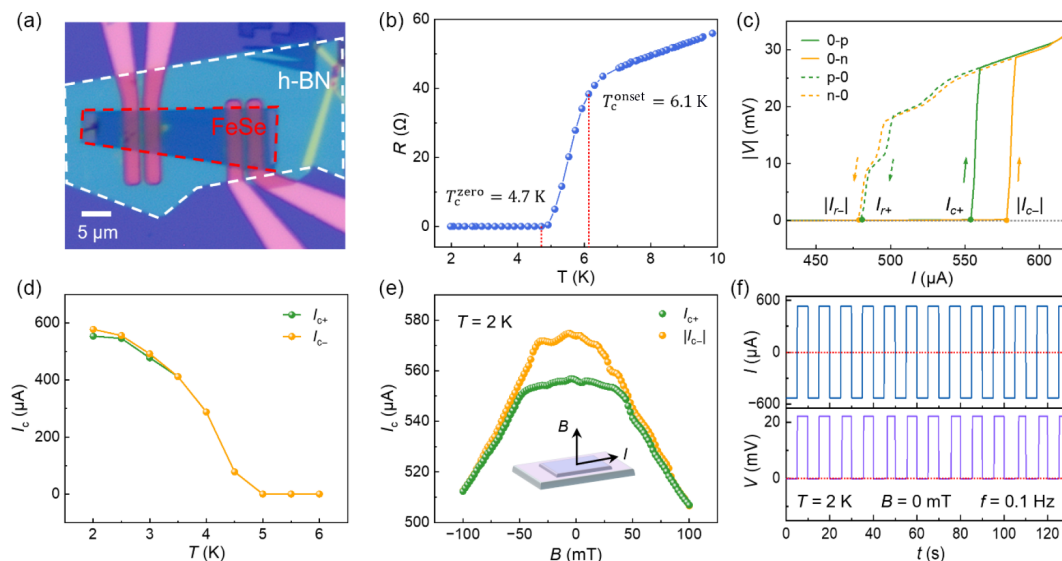 (a)
h-BN
FeSe
5 μm
(b)
R (Ω)
60
40
20
0
T_c^onset = 6.1 K
T_c^zero = 4.7 K
2 4 6 8 10
T (K)
(c)
|V| (mV)
30
20
10
0
0-p
0-n
p-0
n-0
|I_r−| I_r+ I_c+ |I_c−|
450 500 550 600
I (μA)
(d)
I_c (μA)
600
400
200
0
I_c+
I_c−
2 3 4 5 6
T (K)
(e)
I_c (μA)
580
560
540
520
500
T = 2 K
I_c+
|I_c−|
B
I
−100 −50 0 50 100
B (mT)
(f)
I (μA)
600
0
−600
V (mV)
20
0
T = 2 K B = 0 mT f = 0.1 Hz
0 20 40 60 80 100 120
t (s)